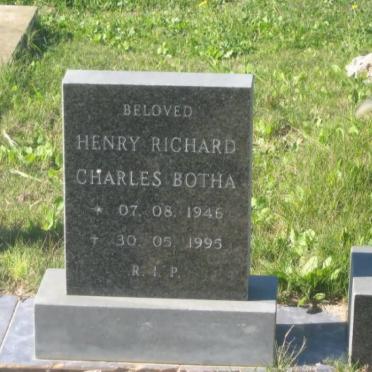 BELOVED
HENRY RICHARD
CHARLES BOTHA
* 07. 08. 1946
† 30. 05. 1995
R. I. P.